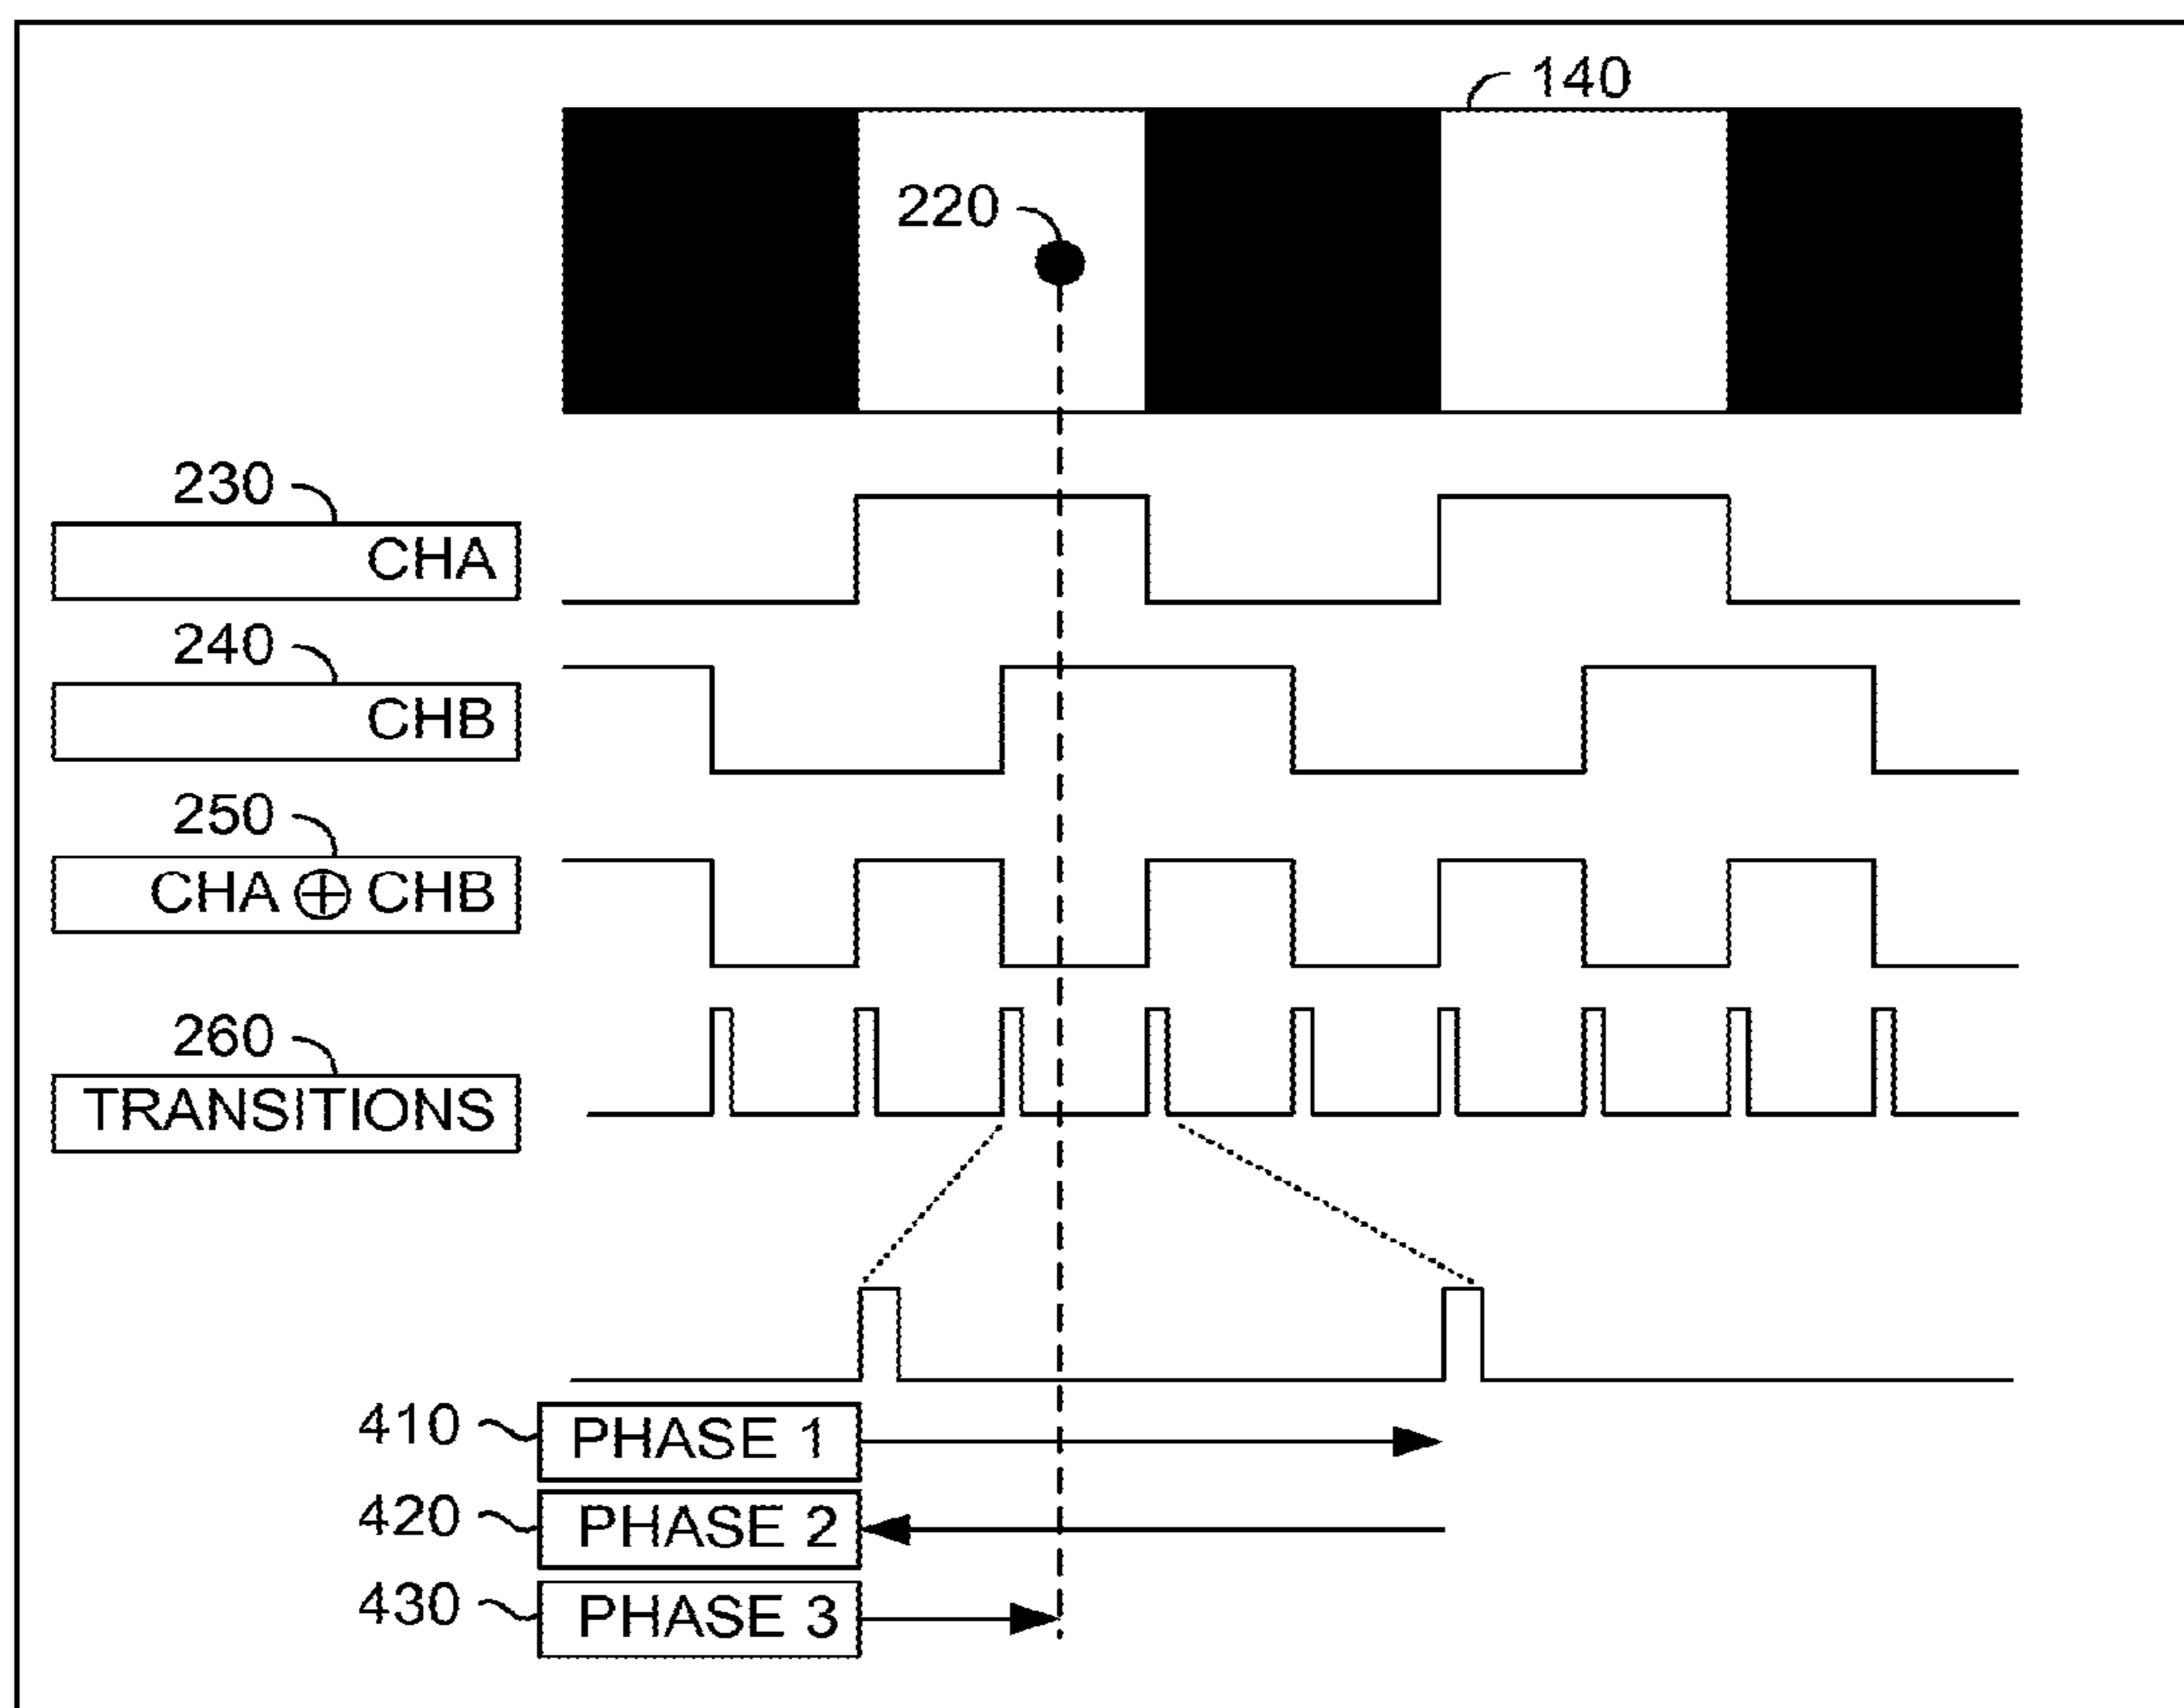 140
220
230
CHA
240
CHB
250
CHA ⊕ CHB
260
TRANSITIONS
410 PHASE 1
420 PHASE 2
430 PHASE 3